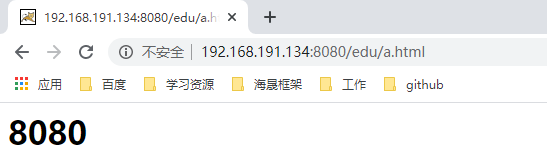 192.168.191.134:8080/edu/a.h
不安全 192.168.191.134:8080/edu/a.html
应用 百度 学习资源 海晟框架 工作 github
8080